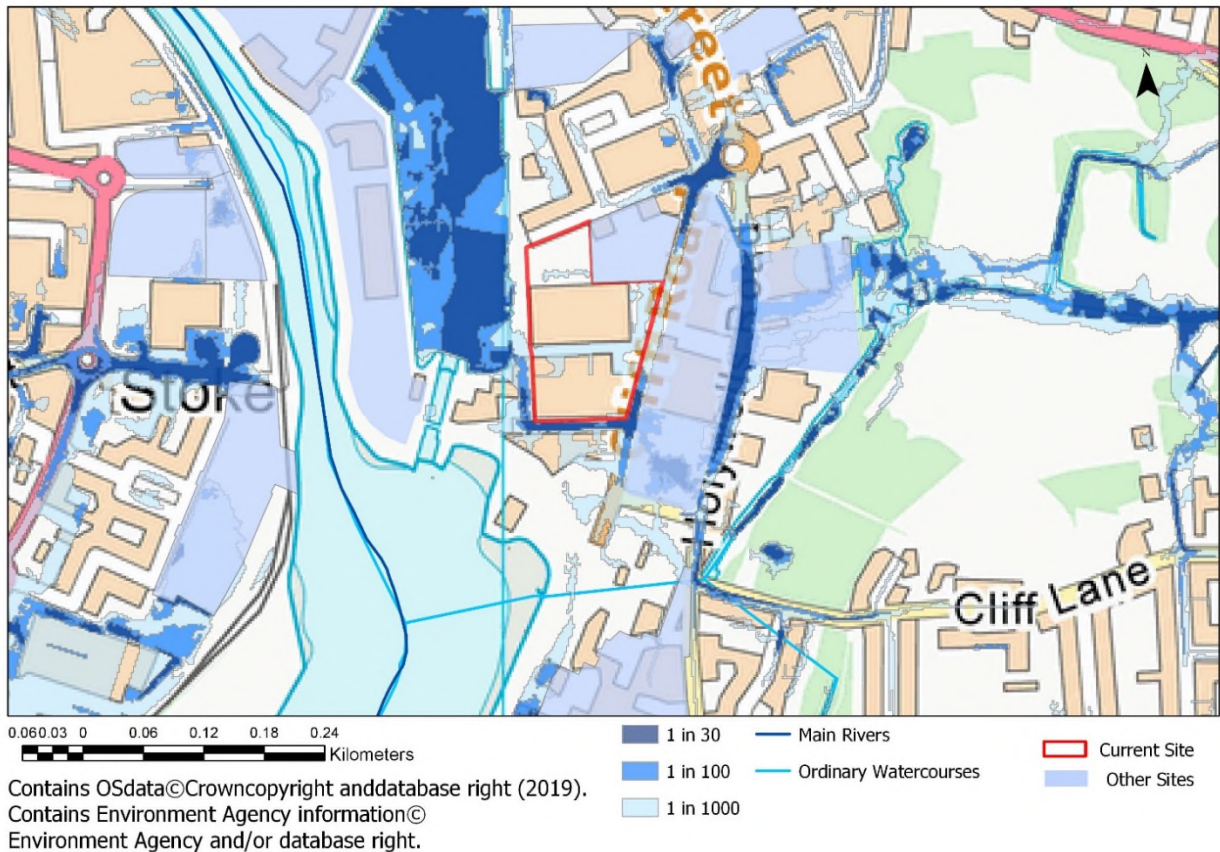 reet
N
Stoke
Holy
Cliff Lane
0.060.03 0 0.06 0.12 0.18 0.24
Kilometers
1 in 30
1 in 100
1 in 1000
Main Rivers
Ordinary Watercourses
Current Site
Other Sites
Contains OSdata©Crowncopyright anddatabase right (2019).
Contains Environment Agency information©
Environment Agency and/or database right.